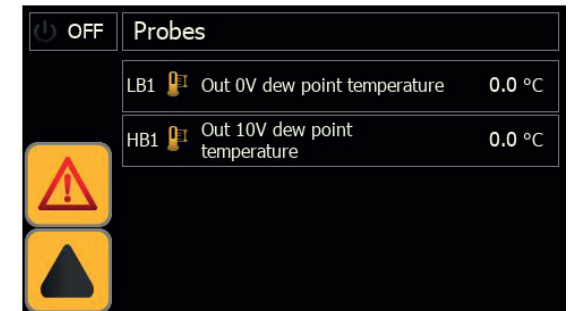 OFF Probes
LB1 Out 0V dew point temperature 0.0 °C
HB1 Out 10V dew point
temperature 0.0 °C